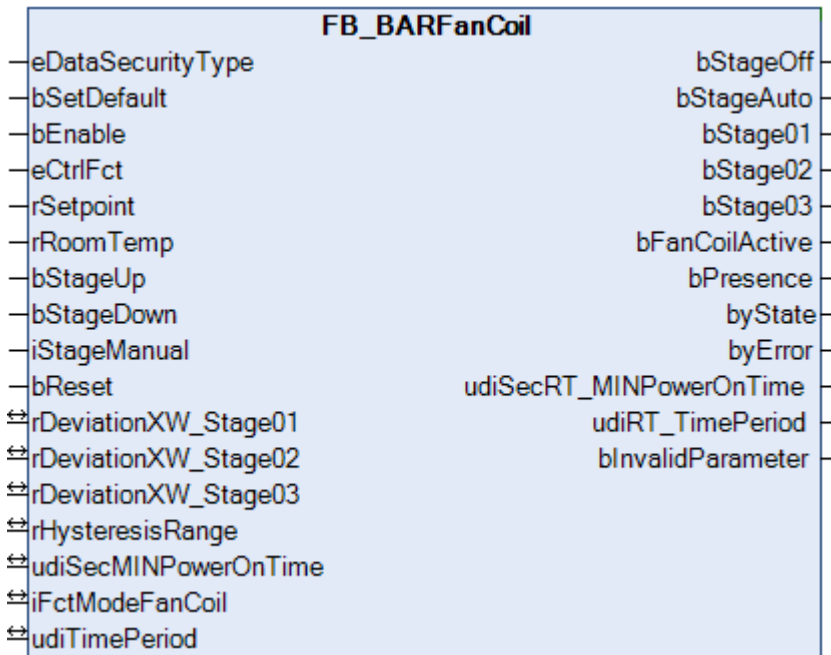 FB_BARFanCoil
eDataSecurityType bStageOff
bSetDefault bStageAuto
bEnable bStage01
eCtrlFct bStage02
rSetpoint bStage03
rRoomTemp bFanCoilActive
bStageUp bPresence
bStageDown byState
iStageManual byError
bReset udiSecRT_MINPowerOnTime
rDeviationXW_Stage01 udiRT_TimePeriod
rDeviationXW_Stage02 bInvalidParameter
rDeviationXW_Stage03
rHysteresisRange
udiSecMINPowerOnTime
iFctModeFanCoil
udiTimePeriod